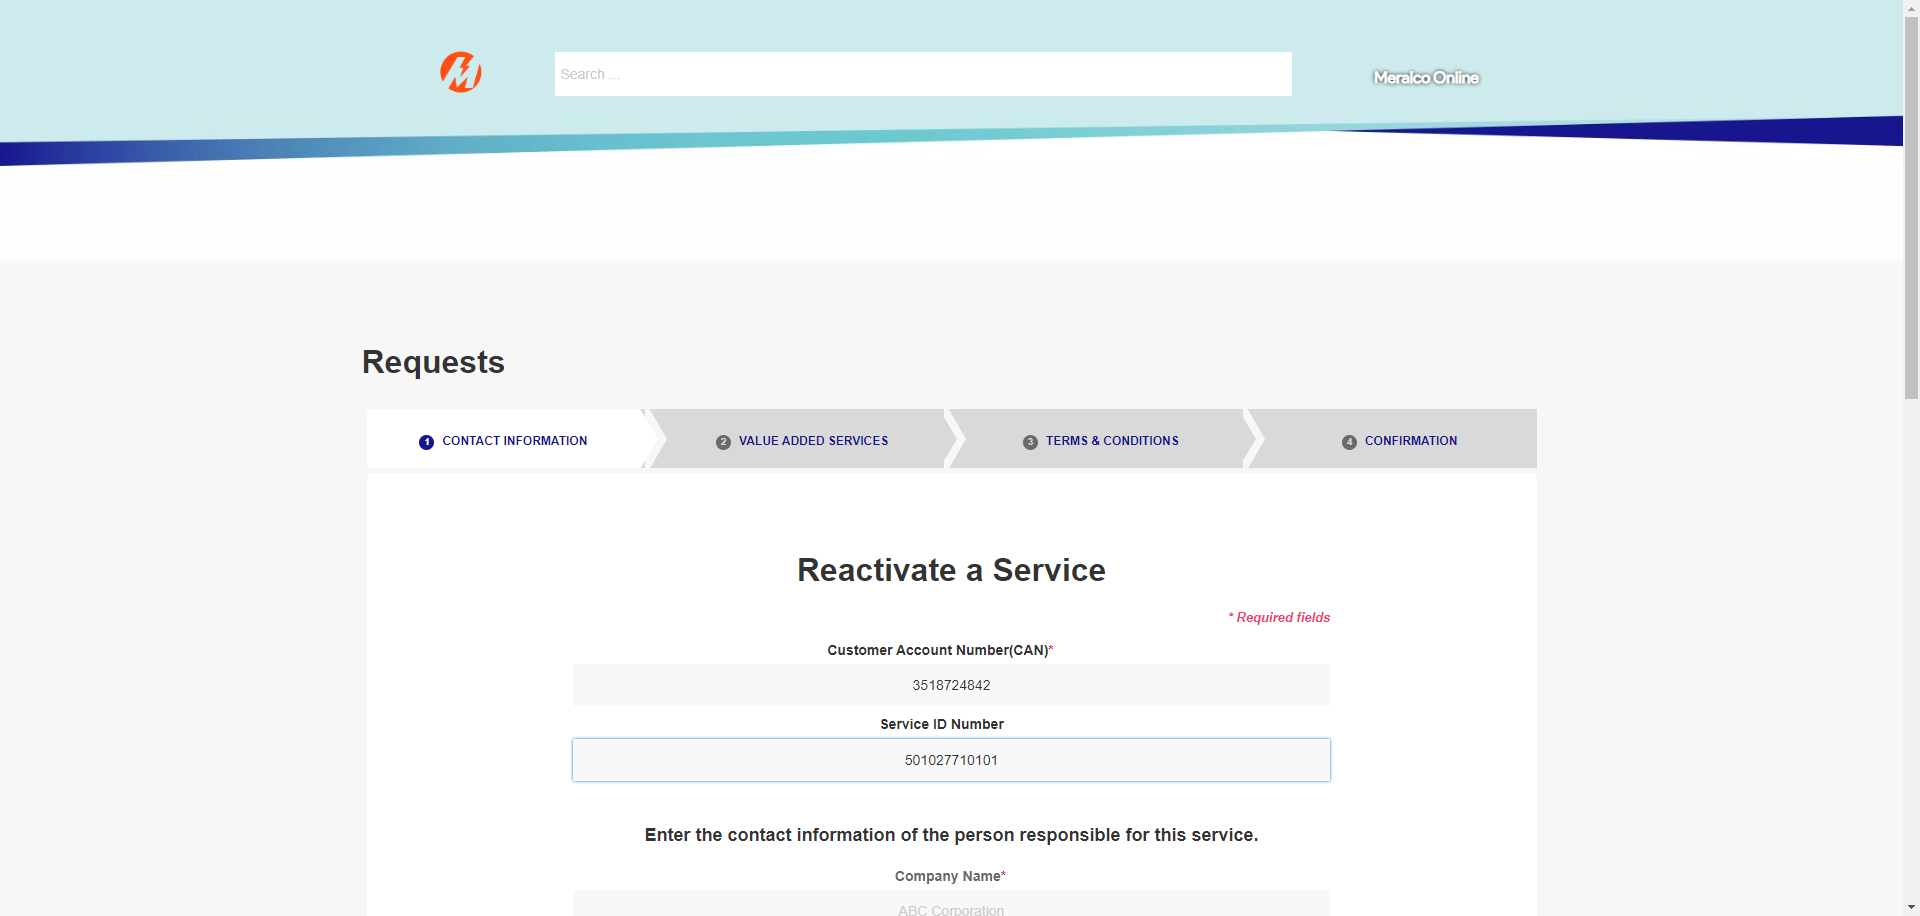 Search ...
Meralco Online
Requests
1 CONTACT INFORMATION
2 VALUE ADDED SERVICES
3 TERMS & CONDITIONS
4 CONFIRMATION
Reactivate a Service
* Required fields
Customer Account Number(CAN)*
3518724842
Service ID Number
501027710101
Enter the contact information of the person responsible for this service.
Company Name*
ABC Corporation